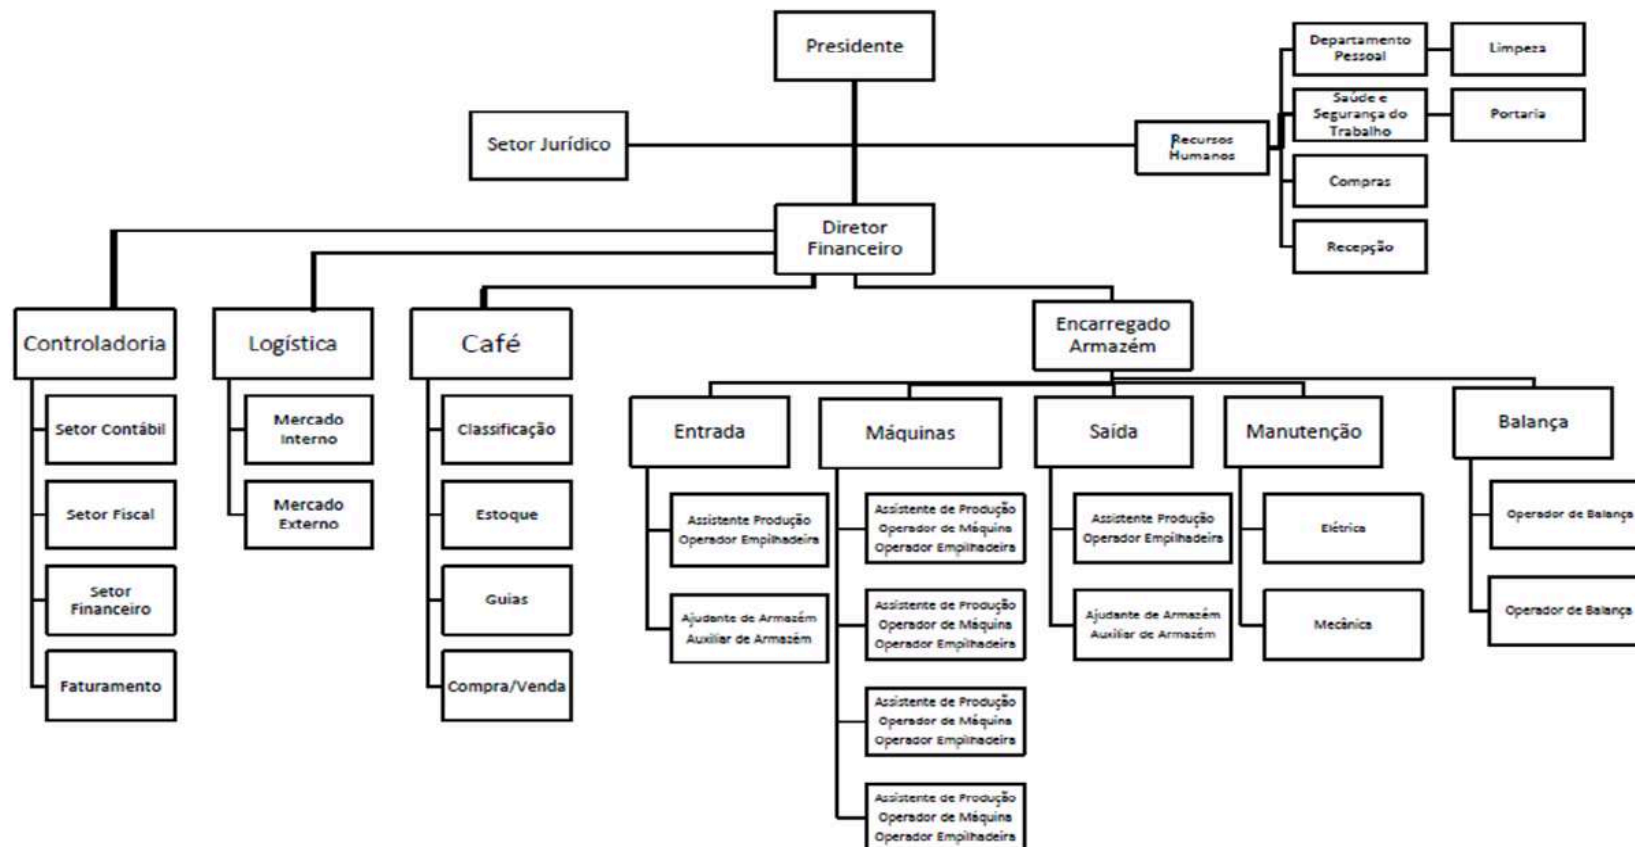 Presidente
Setor Jurídico
Recursos
Humanos
Departamento
Pessoal
Limpeza
Saúde e
Segurança do
Trabalho
Portaria
Compras
Recepção
Diretor
Financeiro
Controladoria
Setor Contábil
Setor Fiscal
Setor
Financeiro
Faturamento
Logística
Mercado
Interno
Mercado
Externo
Café
Classificação
Estoque
Guias
Compra/Venda
Encarregado
Armazém
Entrada
Assistente Produção
Operador Empilhadeira
Ajudante de Armazém
Auxiliar de Armazém
Máquinas
Assistente de Produção
Operador de Máquina
Operador Empilhadeira
Assistente de Produção
Operador de Máquina
Operador Empilhadeira
Assistente de Produção
Operador de Máquina
Operador Empilhadeira
Assistente de Produção
Operador de Máquina
Operador Empilhadeira
Saída
Assistente Produção
Operador Empilhadeira
Ajudante de Armazém
Auxiliar de Armazém
Manutenção
Elétrica
Mecânica
Balança
Operador de Balança
Operador de Balança